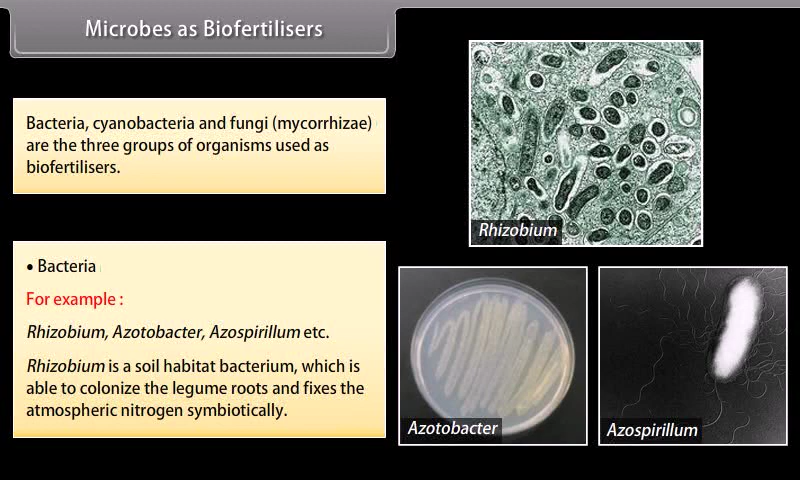 Microbes as Biofertilisers
Bacteria, cyanobacteria and fungi (mycorrhizae)
are the three groups of organisms used as
biofertilisers.
• Bacteria
For example :
Rhizobium, Azotobacter, Azospirillum etc.
Rhizobium is a soil habitat bacterium, which is
able to colonize the legume roots and fixes the
atmospheric nitrogen symbiotically.
Rhizobium
Azotobacter
Azospirillum